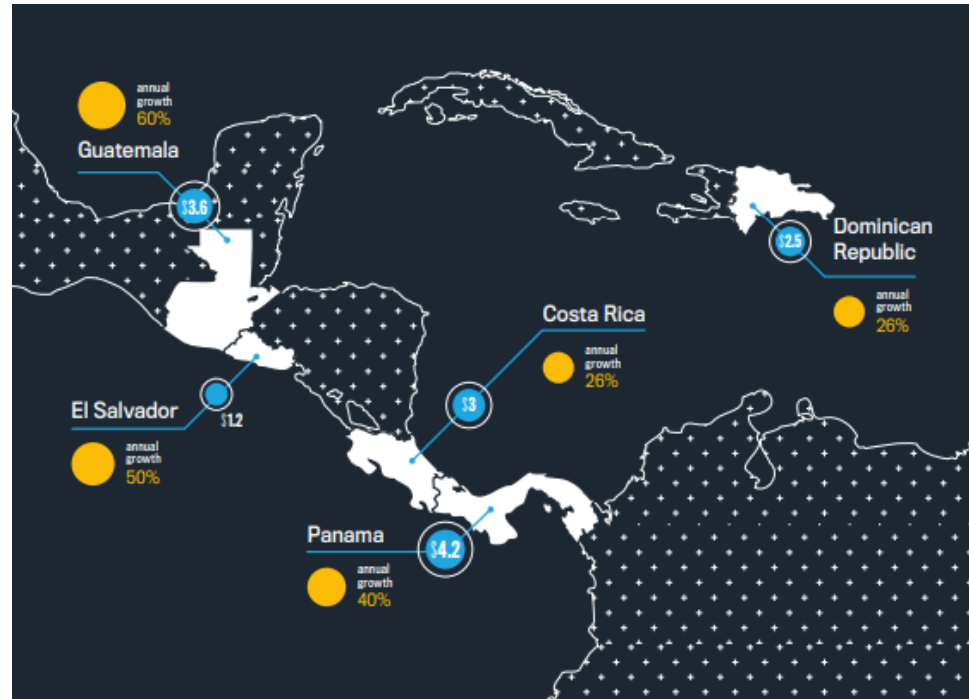 annual
growth
60%
Guatemala
$3.6
Dominican
Republic
$2.5
annual
growth
26%
Costa Rica
annual
growth
26%
$3
El Salvador
$1.2
annual
growth
50%
Panama
$4.2
annual
growth
40%